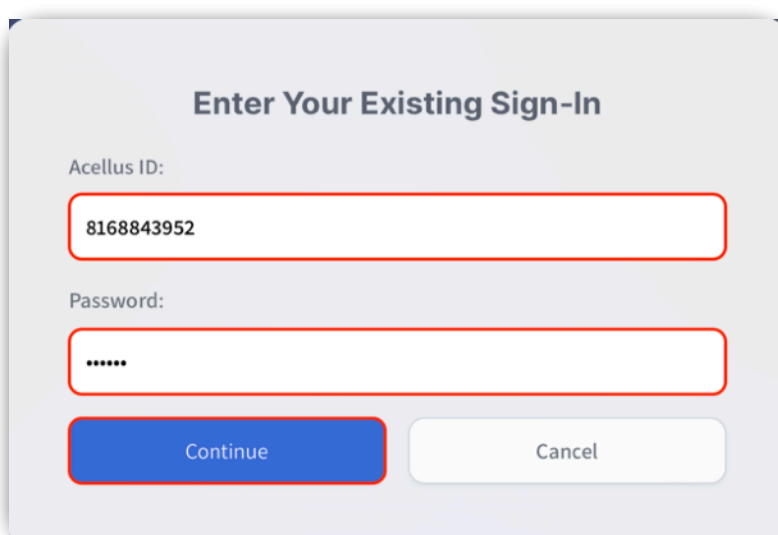 Enter Your Existing Sign-In
Acellus ID:
8168843952
Password:
••••••
Continue Cancel